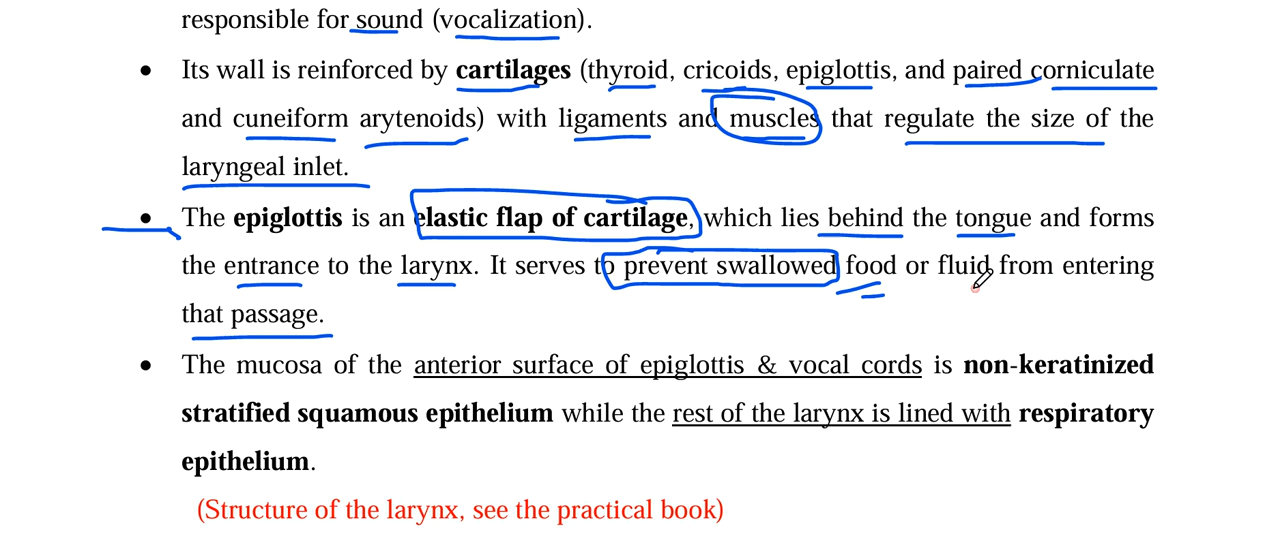 responsible for sound (vocalization).
• Its wall is reinforced by cartilages (thyroid, cricoids, epiglottis, and paired corniculate
and cuneiform arytenoids) with ligaments and muscles that regulate the size of the
laryngeal inlet.
• The epiglottis is an elastic flap of cartilage, which lies behind the tongue and forms
the entrance to the larynx. It serves to prevent swallowed food or fluid from entering
that passage.
• The mucosa of the anterior surface of epiglottis & vocal cords is non-keratinized
stratified squamous epithelium while the rest of the larynx is lined with respiratory
epithelium.
(Structure of the larynx, see the practical book)